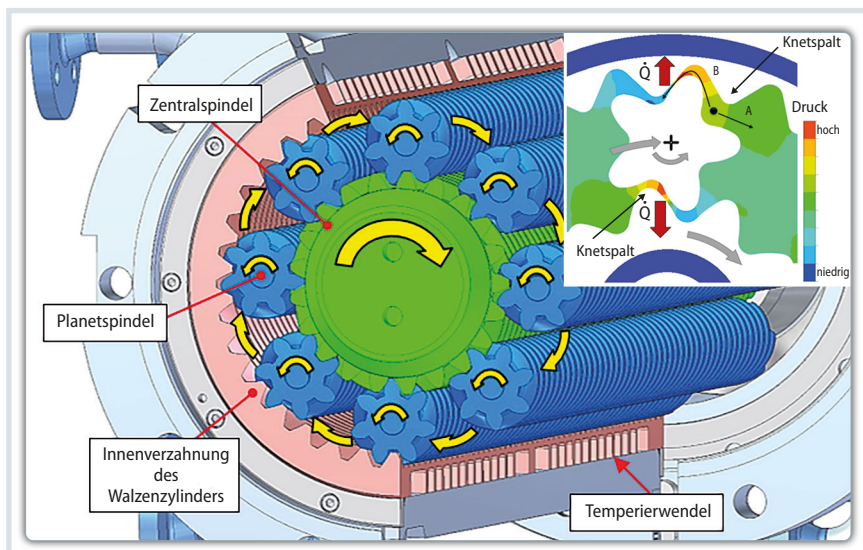 Zentralspindel
Planetspindel
Innenverzahnung
des
Walzenzylinders
Temperierwendel
Knetspalt
Q̇
B
A
Druck
hoch
Q̇
Knetspalt
niedrig